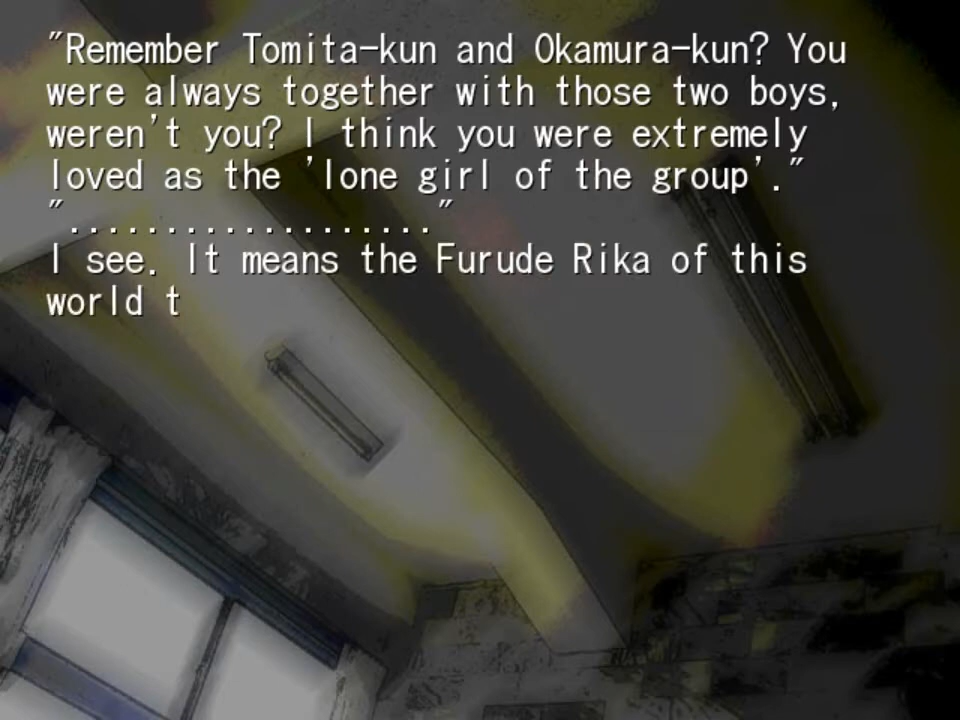 "Remember Tomita-kun and Okamura-kun? You
were always together with those two boys,
weren't you? I think you were extremely
loved as the 'lone girl of the group'."
"...................."
I see. It means the Furude Rika of this
world t